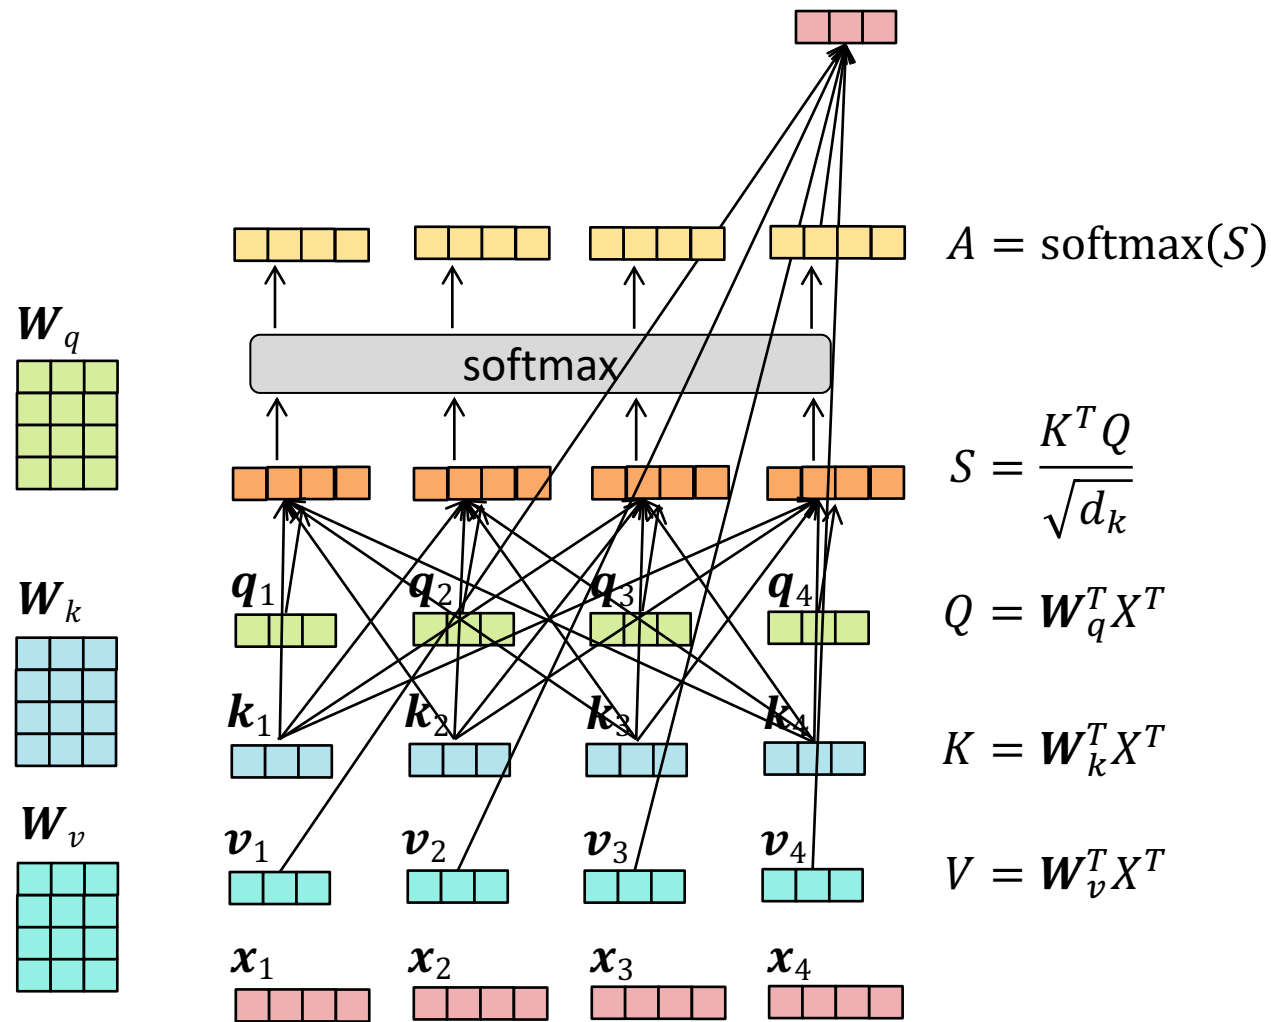 A = softmax(S)
W_q
softmax
S = K^T Q / √d_k
q_1 q_2 q_3 q_4
Q = W_q^T X^T
W_k
k_1 k_2 k_3 k_4
K = W_k^T X^T
W_v
v_1 v_2 v_3 v_4
V = W_v^T X^T
x_1 x_2 x_3 x_4